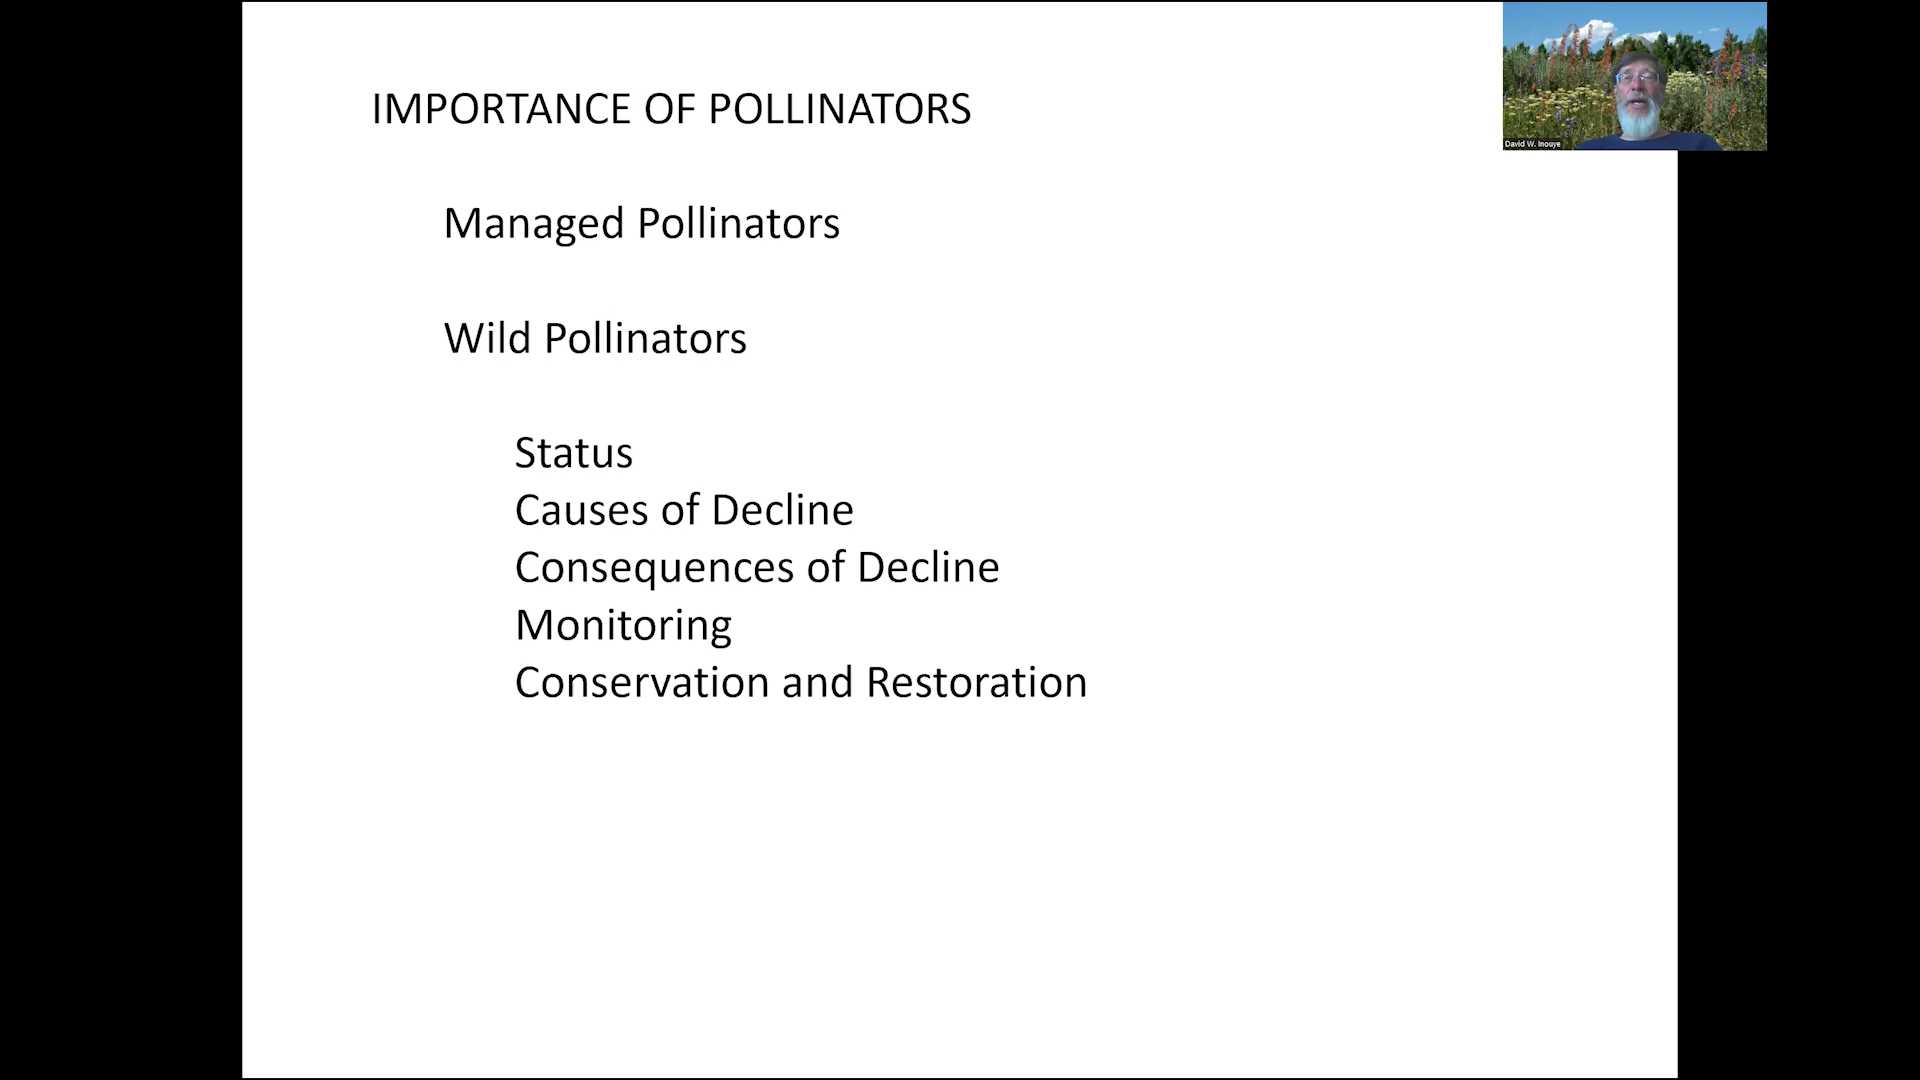 IMPORTANCE OF POLLINATORS
David W. Inouye
Managed Pollinators
Wild Pollinators
Status
Causes of Decline
Consequences of Decline
Monitoring
Conservation and Restoration